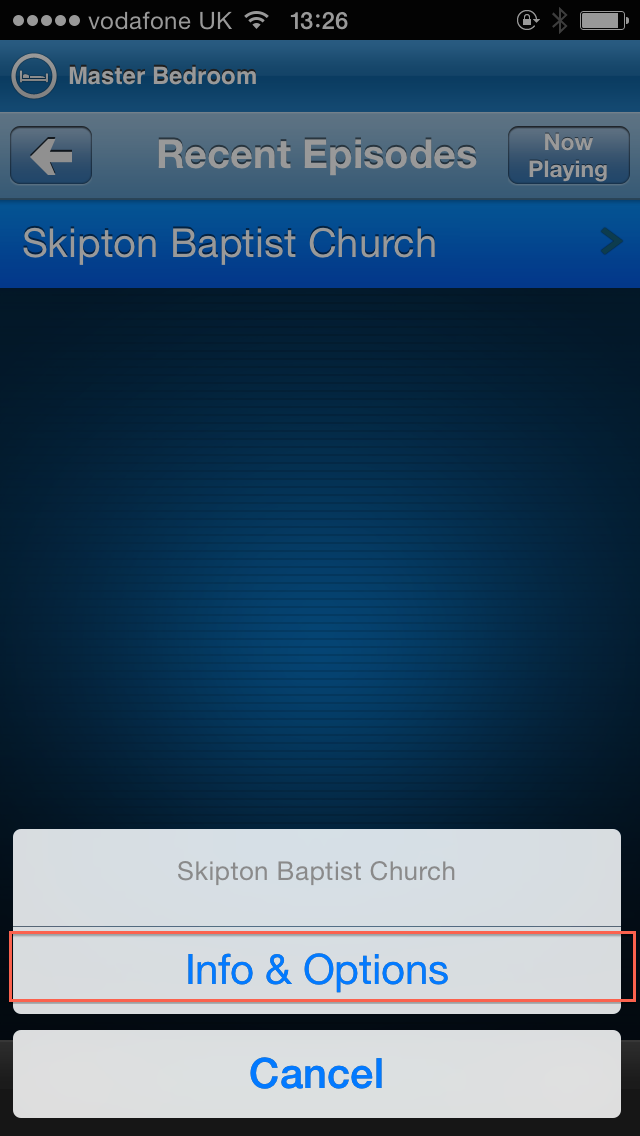 vodafone UK 13:26
Master Bedroom
Recent Episodes
Now
Playing
Skipton Baptist Church
Skipton Baptist Church
Info & Options
Cancel